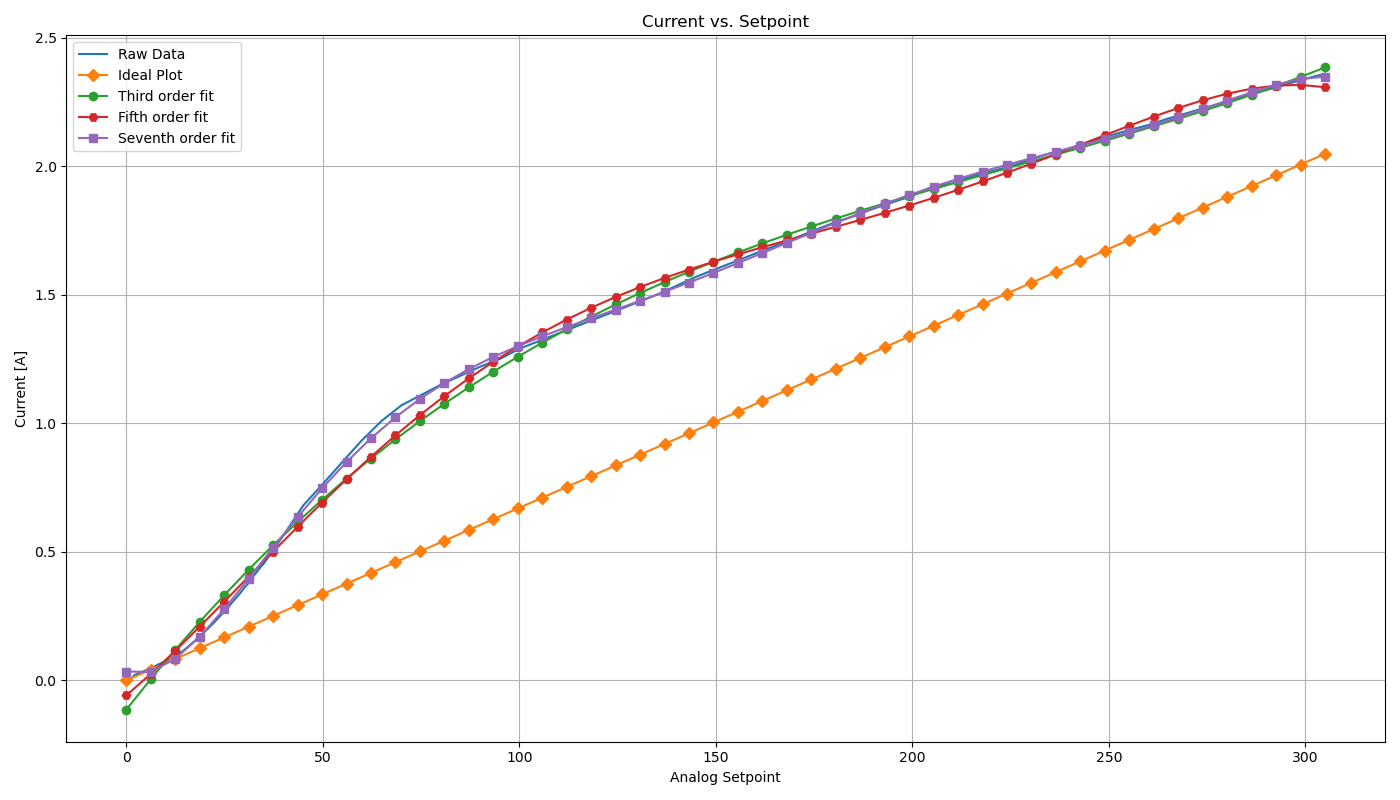 Current vs. Setpoint
Raw Data
Ideal Plot
Third order fit
Fifth order fit
Seventh order fit
Current [A]
2.5
2.0
1.5
1.0
0.5
0.0
0 50 100 150 200 250 300
Analog Setpoint